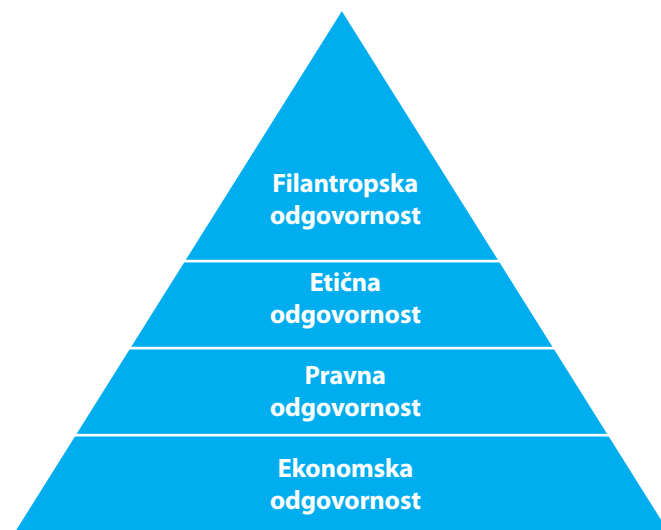 Filantropska
odgovornost
Etična
odgovornost
Pravna
odgovornost
Ekonomska
odgovornost